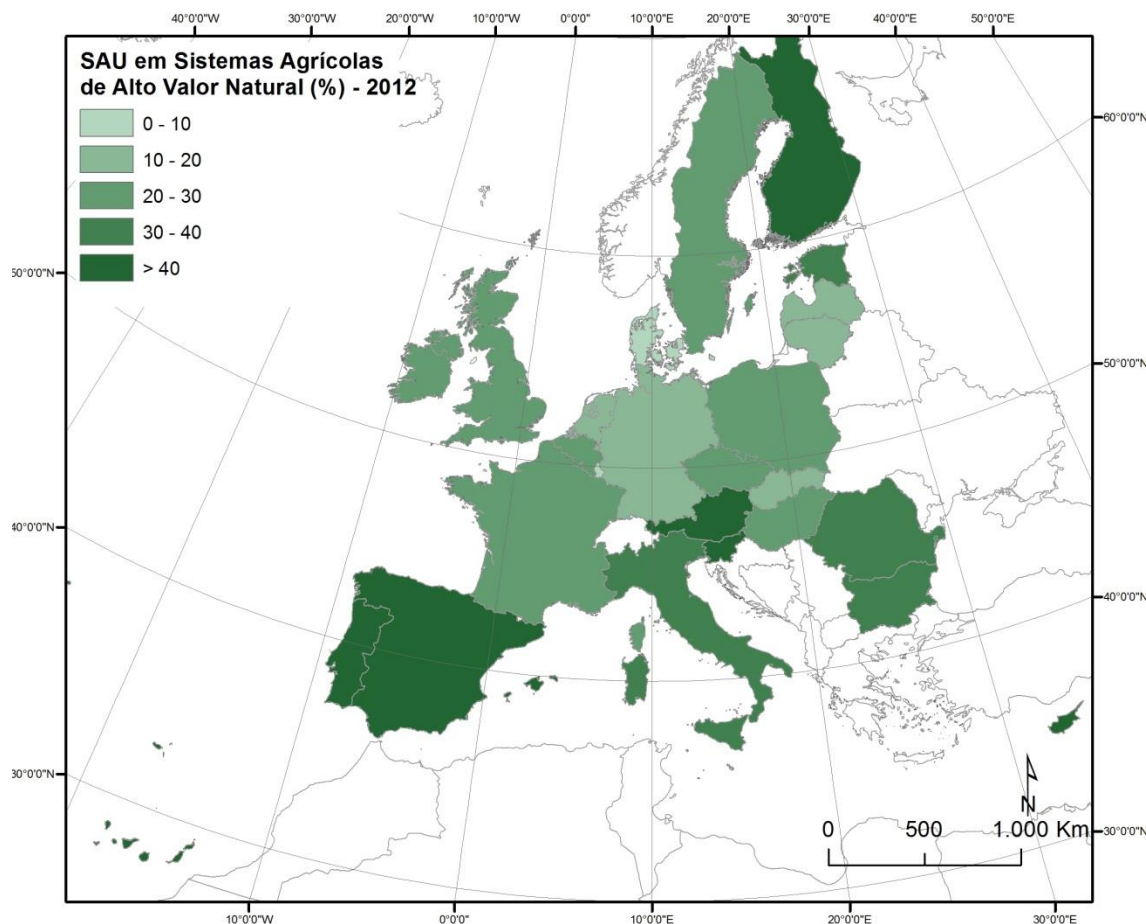 40°0'0"W 30°0'0"W 20°0'0"W 10°0'0"W 0°0'0" 10°0'0"E 20°0'0"E 30°0'0"E 40°0'0"E 50°0'0"E
SAU em Sistemas Agrícolas
de Alto Valor Natural (%) - 2012
0 - 10
10 - 20
20 - 30
30 - 40
> 40
60°0'0"N
50°0'0"N
50°0'0"N
40°0'0"N
40°0'0"N
30°0'0"N
30°0'0"N
N
0 500 1.000 Km
10°0'0"W 0°0'0" 10°0'0"E 20°0'0"E 30°0'0"E